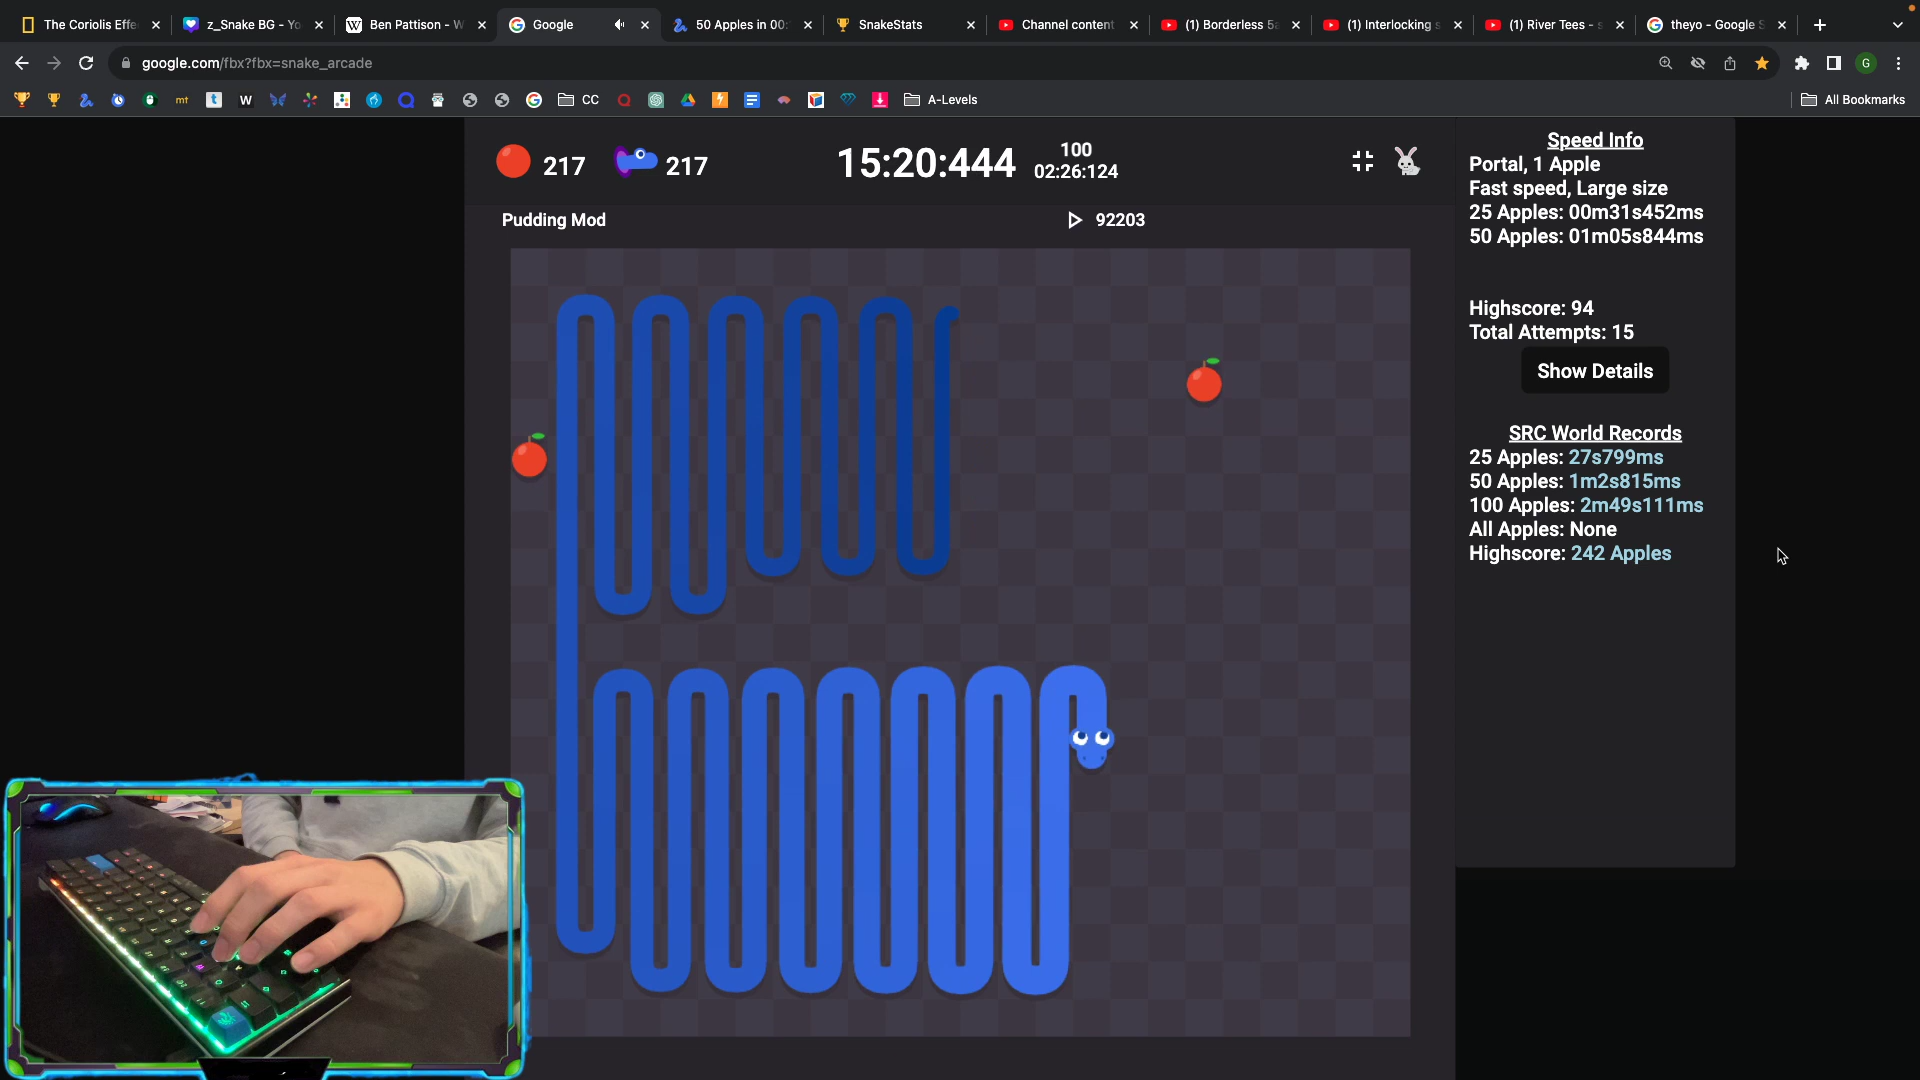 The Coriolis Effe
z_Snake BG - Yo
Ben Pattison - W
Google
50 Apples in 00:
SnakeStats
Channel content
(1) Borderless 5a
(1) Interlocking s
(1) River Tees - s
theyo - Google S
google.com/fbx?fbx=snake_arcade
G
mt
CC
A-Levels
All Bookmarks
217
217
15:20:444
100
02:26:124
Pudding Mod
92203
Speed Info
Portal, 1 Apple
Fast speed, Large size
25 Apples: 00m31s452ms
50 Apples: 01m05s844ms
Highscore: 94
Total Attempts: 15
Show Details
SRC World Records
25 Apples: 27s799ms
50 Apples: 1m2s815ms
100 Apples: 2m49s111ms
All Apples: None
Highscore: 242 Apples